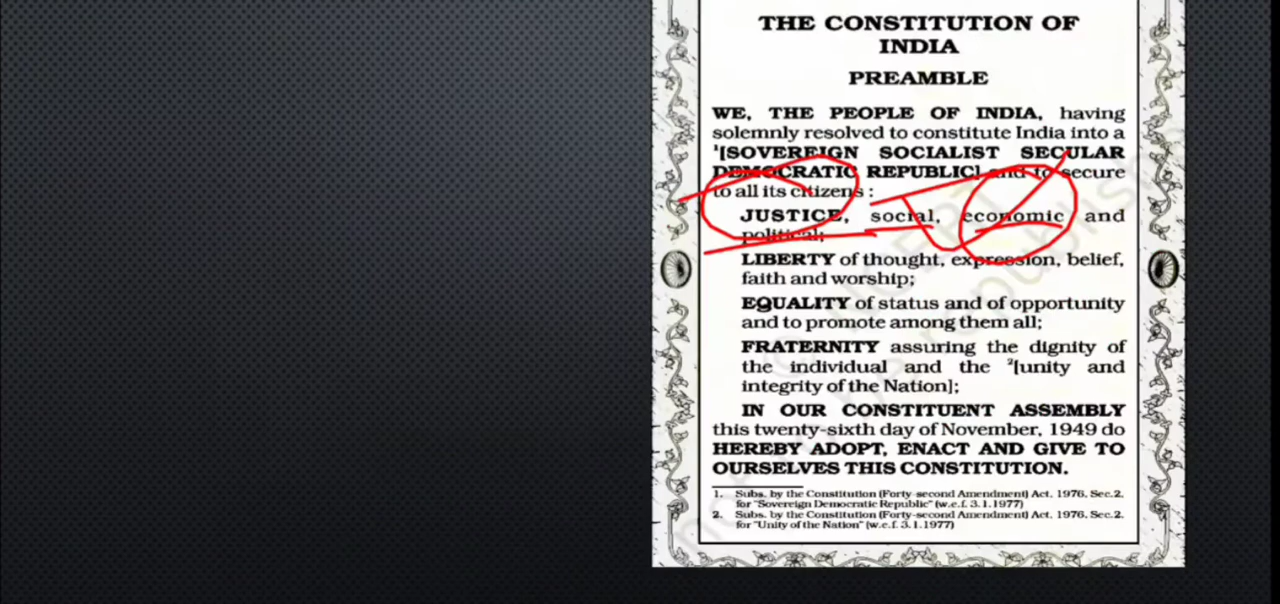 THE CONSTITUTION OF
INDIA
PREAMBLE
WE, THE PEOPLE OF INDIA, having
solemnly resolved to constitute India into a
¹[SOVEREIGN SOCIALIST SECULAR
DEMOCRATIC REPUBLIC] and to secure
to all its citizens :
JUSTICE, social, economic and
political;
LIBERTY of thought, expression, belief,
faith and worship;
EQUALITY of status and of opportunity
and to promote among them all;
FRATERNITY assuring the dignity of
the individual and the ²[unity and
integrity of the Nation];
IN OUR CONSTITUENT ASSEMBLY
this twenty-sixth day of November, 1949 do
HEREBY ADOPT, ENACT AND GIVE TO
OURSELVES THIS CONSTITUTION.
1. Subs. by the Constitution (Forty-second Amendment) Act, 1976, Sec.2,
for "Sovereign Democratic Republic" (w.e.f. 3.1.1977)
2. Subs. by the Constitution (Forty-second Amendment) Act, 1976, Sec.2,
for "Unity of the Nation" (w.e.f. 3.1.1977)